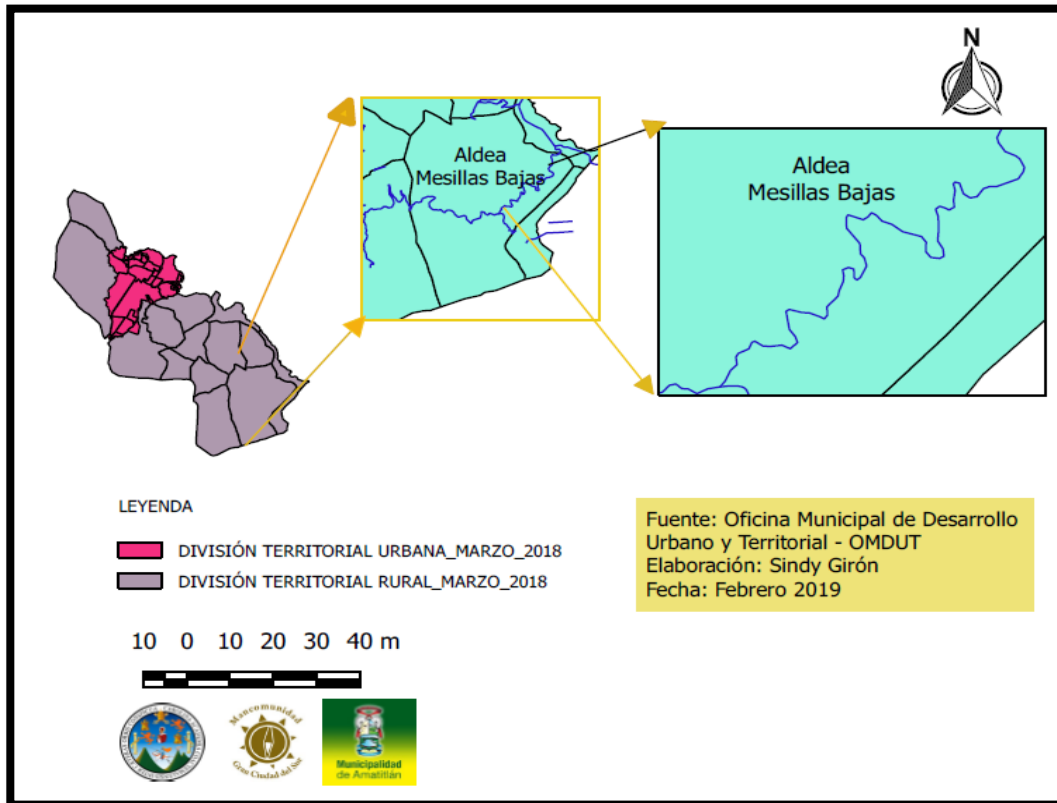 N
Aldea
Mesillas Bajas
Aldea
Mesillas Bajas
LEYENDA
DIVISIÓN TERRITORIAL URBANA_MARZO_2018
DIVISIÓN TERRITORIAL RURAL_MARZO_2018
Fuente: Oficina Municipal de Desarrollo
Urbano y Territorial - OMDUT
Elaboración: Sindy Girón
Fecha: Febrero 2019
10 0 10 20 30 40 m
Mancomunidad
Gran Ciudad del Sur
Municipalidad
de Amatitlán